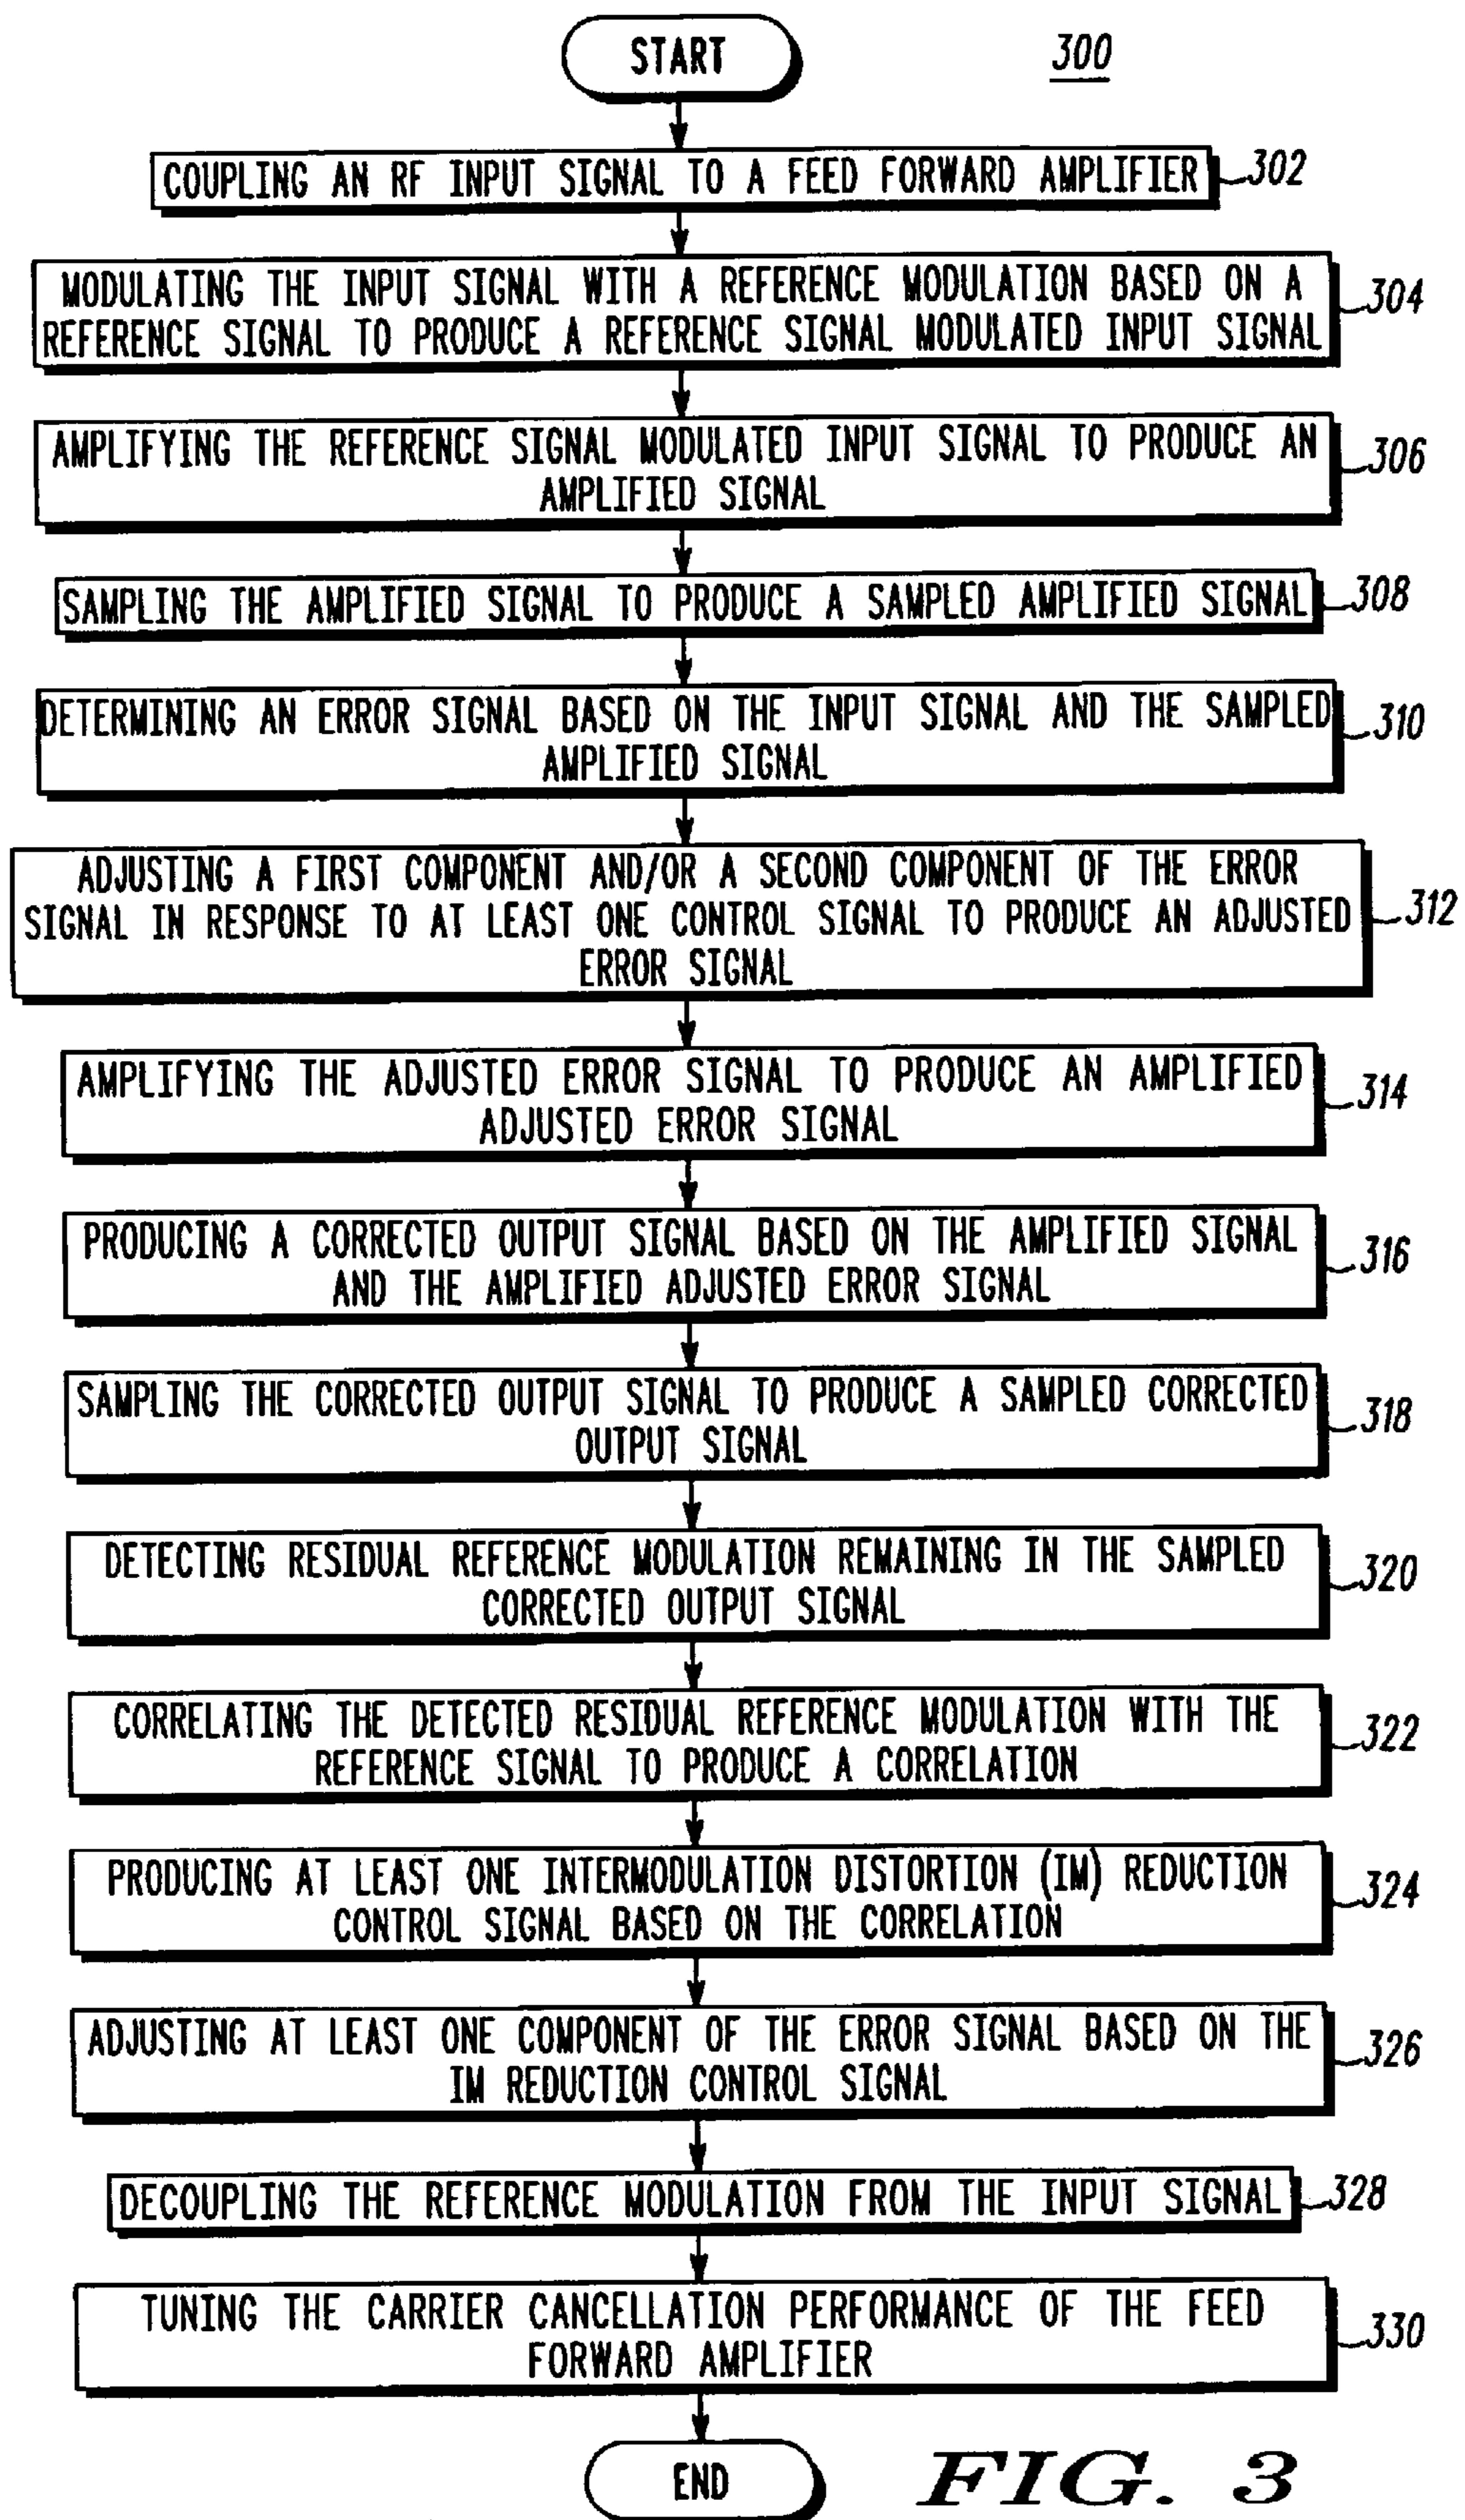 START
300
COUPLING AN RF INPUT SIGNAL TO A FEED FORWARD AMPLIFIER
302
MODULATING THE INPUT SIGNAL WITH A REFERENCE MODULATION BASED ON A
REFERENCE SIGNAL TO PRODUCE A REFERENCE SIGNAL MODULATED INPUT SIGNAL
304
AMPLIFYING THE REFERENCE SIGNAL MODULATED INPUT SIGNAL TO PRODUCE AN
AMPLIFIED SIGNAL
306
SAMPLING THE AMPLIFIED SIGNAL TO PRODUCE A SAMPLED AMPLIFIED SIGNAL
308
DETERMINING AN ERROR SIGNAL BASED ON THE INPUT SIGNAL AND THE SAMPLED
AMPLIFIED SIGNAL
310
ADJUSTING A FIRST COMPONENT AND/OR A SECOND COMPONENT OF THE ERROR
SIGNAL IN RESPONSE TO AT LEAST ONE CONTROL SIGNAL TO PRODUCE AN ADJUSTED
ERROR SIGNAL
312
AMPLIFYING THE ADJUSTED ERROR SIGNAL TO PRODUCE AN AMPLIFIED
ADJUSTED ERROR SIGNAL
314
PRODUCING A CORRECTED OUTPUT SIGNAL BASED ON THE AMPLIFIED SIGNAL
AND THE AMPLIFIED ADJUSTED ERROR SIGNAL
316
SAMPLING THE CORRECTED OUTPUT SIGNAL TO PRODUCE A SAMPLED CORRECTED
OUTPUT SIGNAL
318
DETECTING RESIDUAL REFERENCE MODULATION REMAINING IN THE SAMPLED
CORRECTED OUTPUT SIGNAL
320
CORRELATING THE DETECTED RESIDUAL REFERENCE MODULATION WITH THE
REFERENCE SIGNAL TO PRODUCE A CORRELATION
322
PRODUCING AT LEAST ONE INTERMODULATION DISTORTION (IM) REDUCTION
CONTROL SIGNAL BASED ON THE CORRELATION
324
ADJUSTING AT LEAST ONE COMPONENT OF THE ERROR SIGNAL BASED ON THE
IM REDUCTION CONTROL SIGNAL
326
DECOUPLING THE REFERENCE MODULATION FROM THE INPUT SIGNAL
328
TUNING THE CARRIER CANCELLATION PERFORMANCE OF THE FEED
FORWARD AMPLIFIER
330
END
FIG. 3